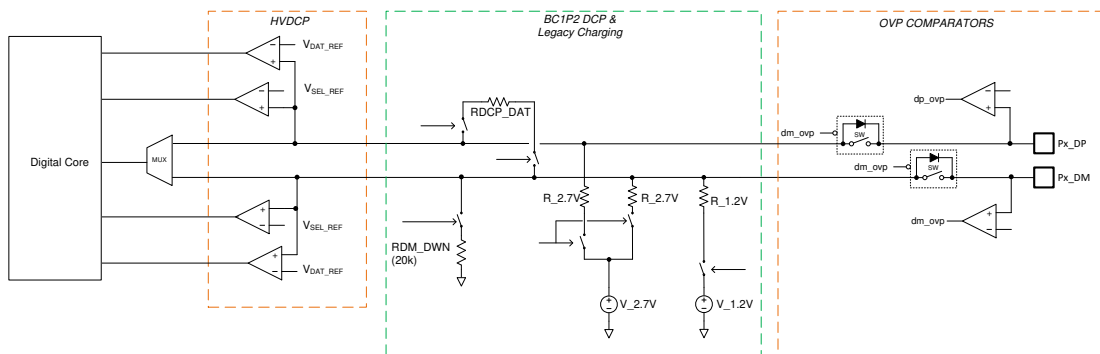 HVDCP
BC1P2 DCP &
Legacy Charging
OVP COMPARATORS
Digital Core
MUX
VDAT_REF
VSEL_REF
VSEL_REF
VDAT_REF
RDCP_DAT
RDM_DWN
(20k)
R_2.7V
R_2.7V
R_1.2V
V_2.7V
V_1.2V
dm_ovp
SW
dm_ovp
SW
dp_ovp
dm_ovp
Px_DP
Px_DM